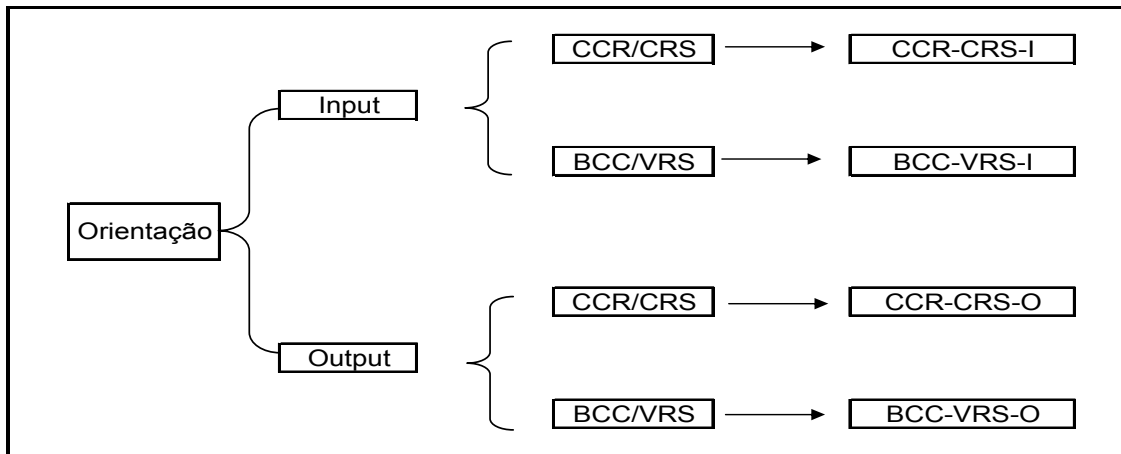 CCR/CRS
CCR-CRS-I
Input
BCC/VRS
BCC-VRS-I
Orientação
CCR/CRS
CCR-CRS-O
Output
BCC/VRS
BCC-VRS-O